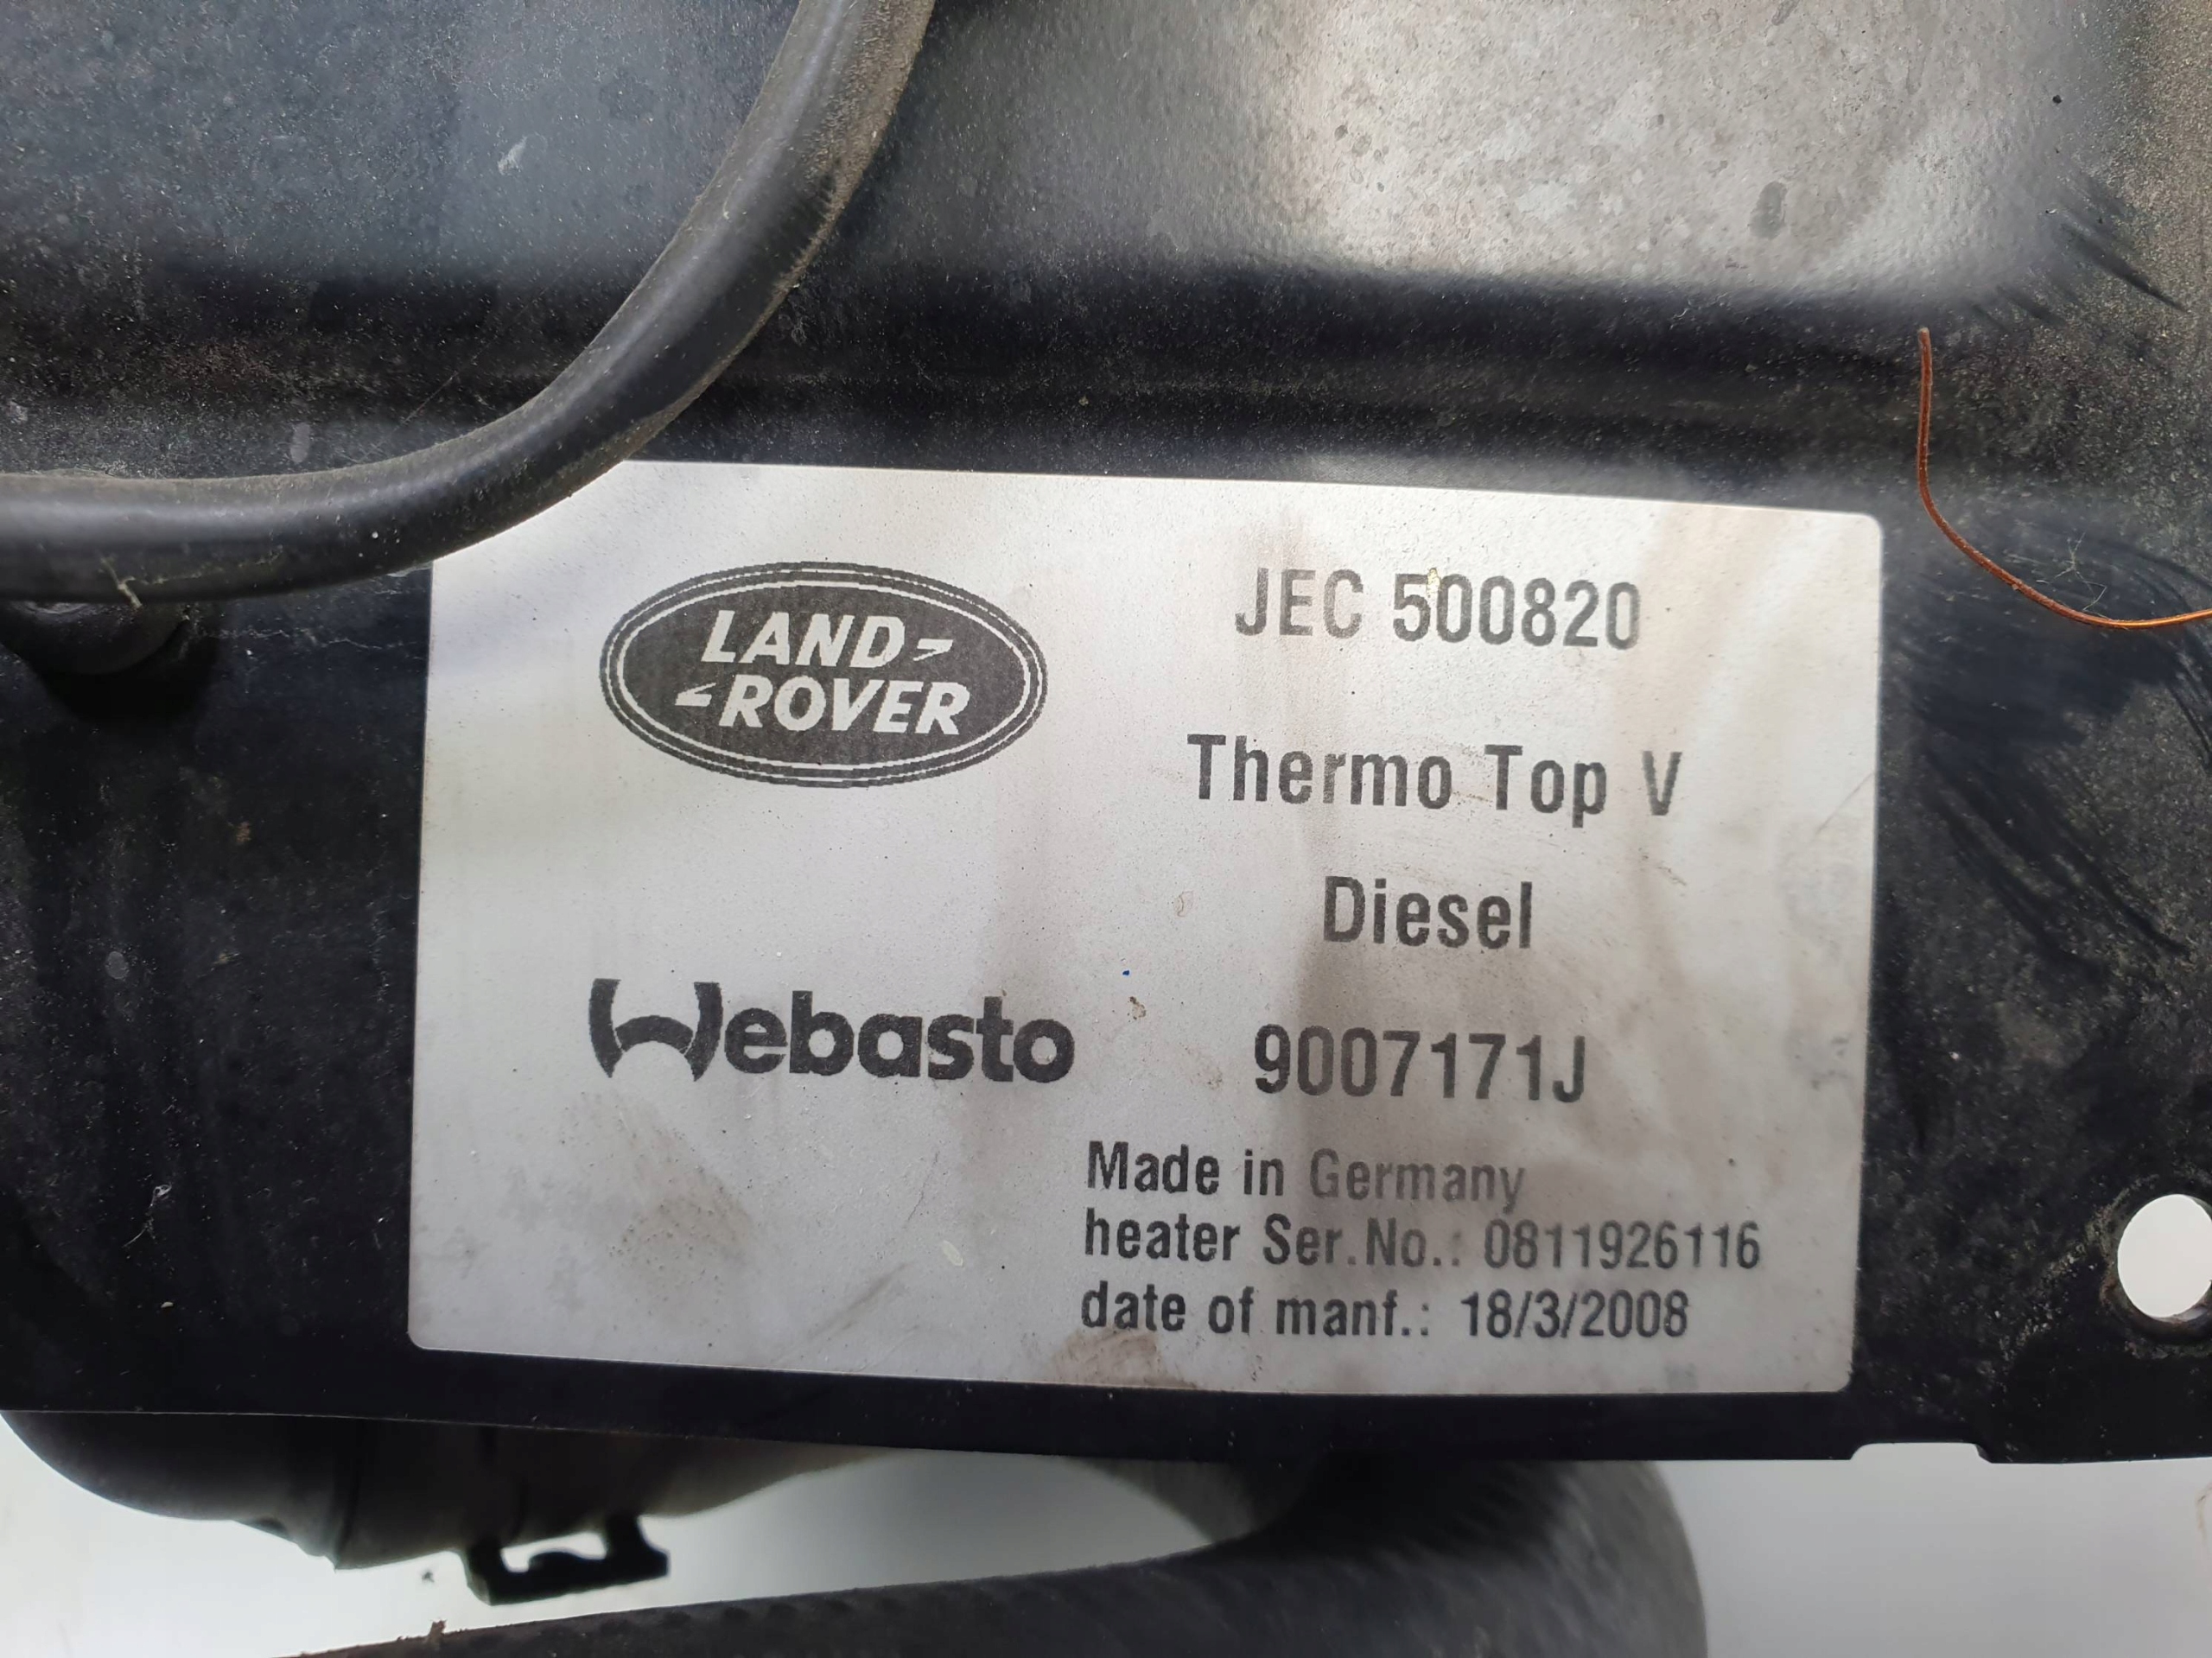 LAND-
-ROVER
JEC 500820
Thermo Top V
Diesel
Webasto
9007171J
Made in Germany
heater Ser.No.: 0811926116
date of manf.: 18/3/2008